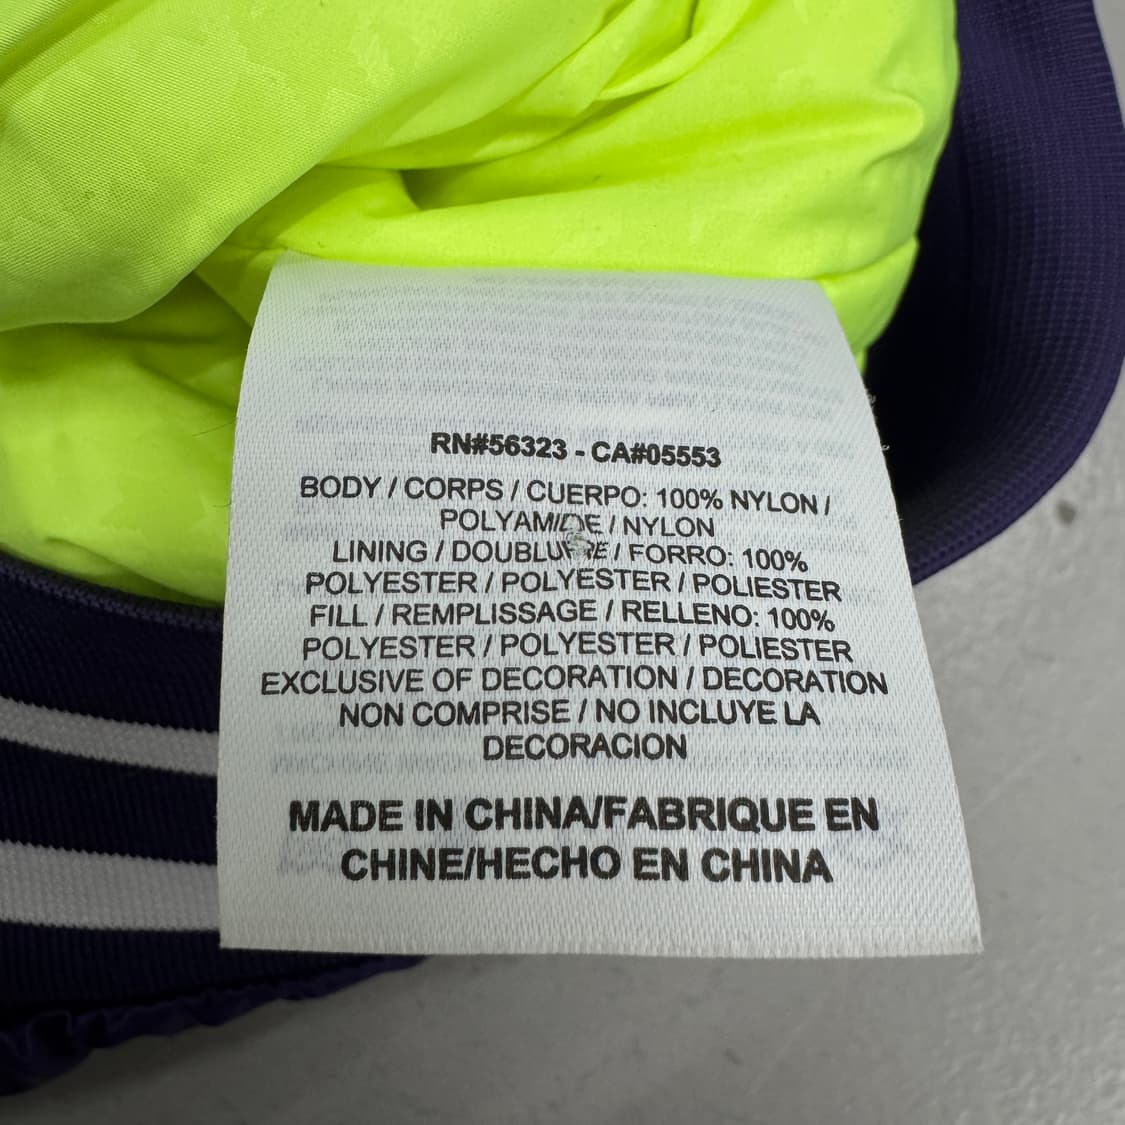 RN#56323 - CA#05553
BODY / CORPS / CUERPO: 100% NYLON /
POLYAMIDE / NYLON
LINING / DOUBLURE / FORRO: 100%
POLYESTER / POLYESTER / POLIESTER
FILL / REMPLISSAGE / RELLENO: 100%
POLYESTER / POLYESTER / POLIESTER
EXCLUSIVE OF DECORATION / DECORATION
NON COMPRISE / NO INCLUYE LA
DECORACION
MADE IN CHINA/FABRIQUE EN
CHINE/HECHO EN CHINA